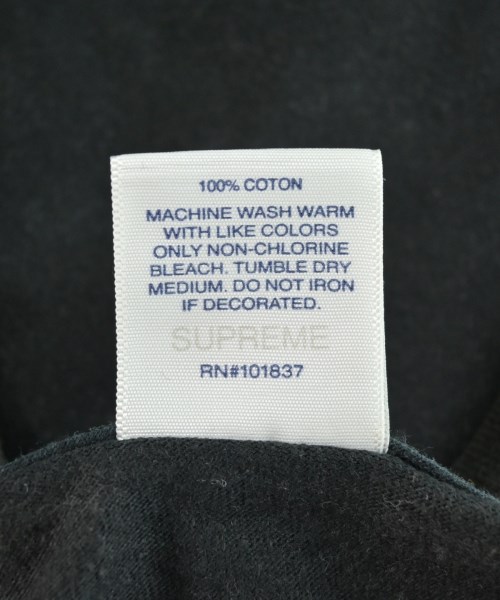 100% COTON
MACHINE WASH WARM
WITH LIKE COLORS
ONLY NON-CHLORINE
BLEACH. TUMBLE DRY
MEDIUM. DO NOT IRON
IF DECORATED.
SUPREME
RN#101837